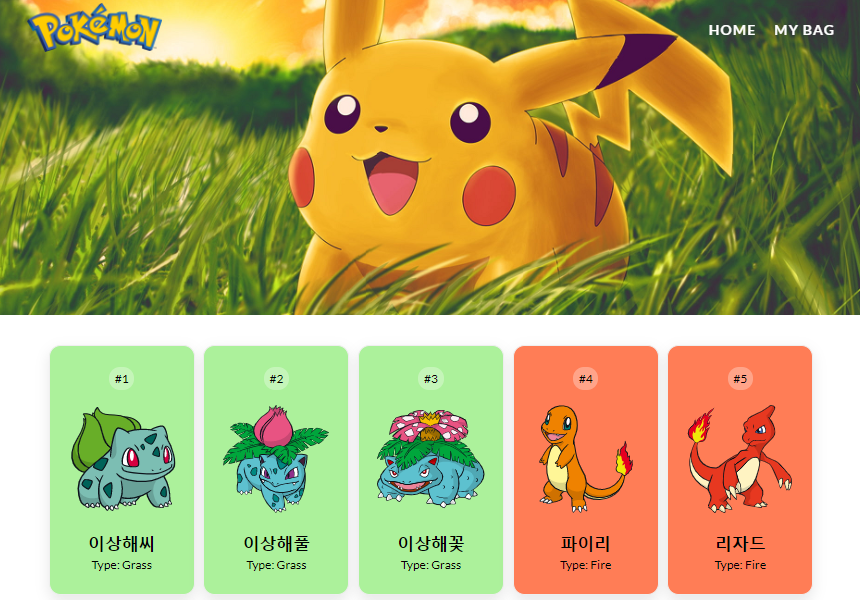 POKéMON
HOME MY BAG
#1
이상해씨
Type: Grass
#2
이상해풀
Type: Grass
#3
이상해꽃
Type: Grass
#4
파이리
Type: Fire
#5
리자드
Type: Fire